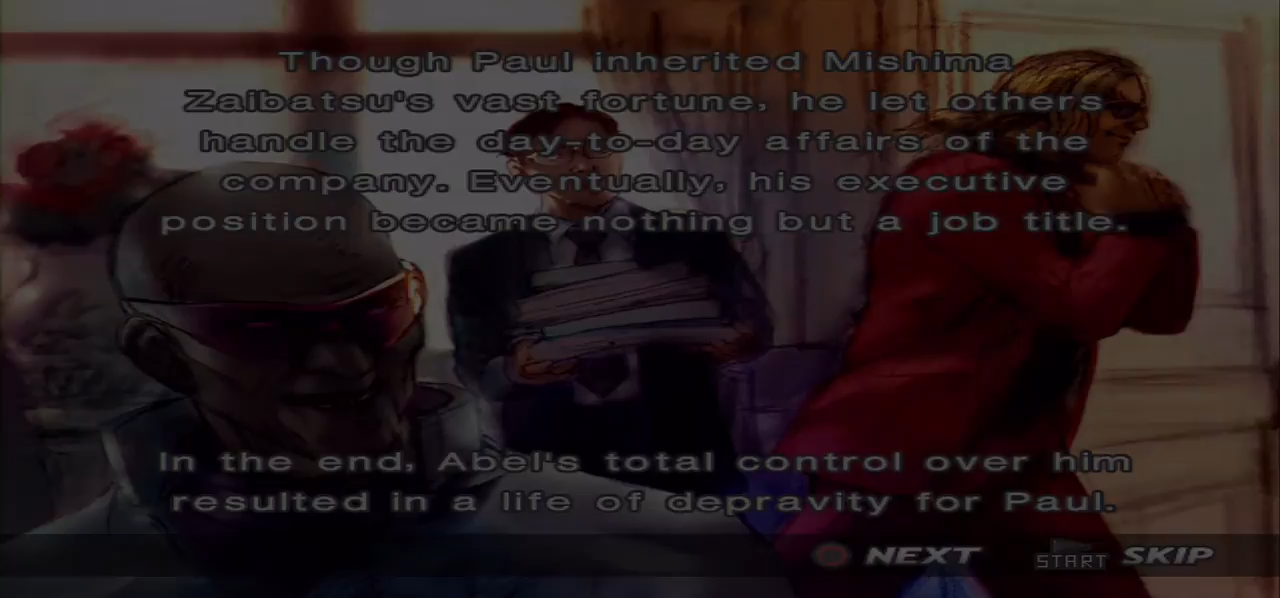 Though Paul inherited Mishima
Zaibatsu's vast fortune, he let others
handle the day-to-day affairs of the
company. Eventually, his executive
position became nothing but a job title.
In the end, Abel's total control over him
resulted in a life of depravity for Paul.
NEXT START SKIP